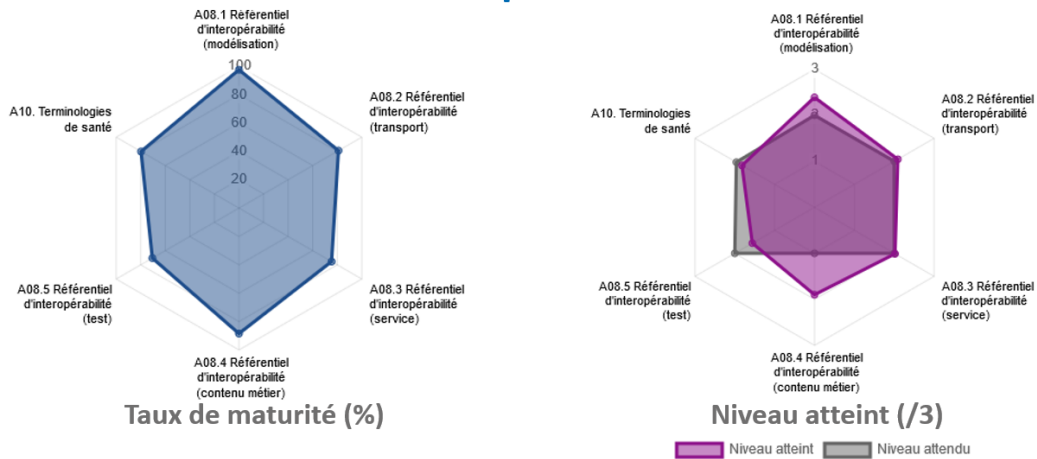 A08.1 Référentiel
d'interopérabilité
(modélisation)
100
80
60
40
20
A08.2 Référentiel
d'interopérabilité
(transport)
A10. Terminologies
de santé
A08.5 Référentiel
d'interopérabilité
(test)
A08.3 Référentiel
d'interopérabilité
(service)
A08.4 Référentiel
d'interopérabilité
(contenu métier)
Taux de maturité (%)
A08.1 Référentiel
d'interopérabilité
(modélisation)
3
2
1
A08.2 Référentiel
d'interopérabilité
(transport)
A10. Terminologies
de santé
A08.5 Référentiel
d'interopérabilité
(test)
A08.3 Référentiel
d'interopérabilité
(service)
A08.4 Référentiel
d'interopérabilité
(contenu métier)
Niveau atteint (/3)
Niveau atteint
Niveau attendu